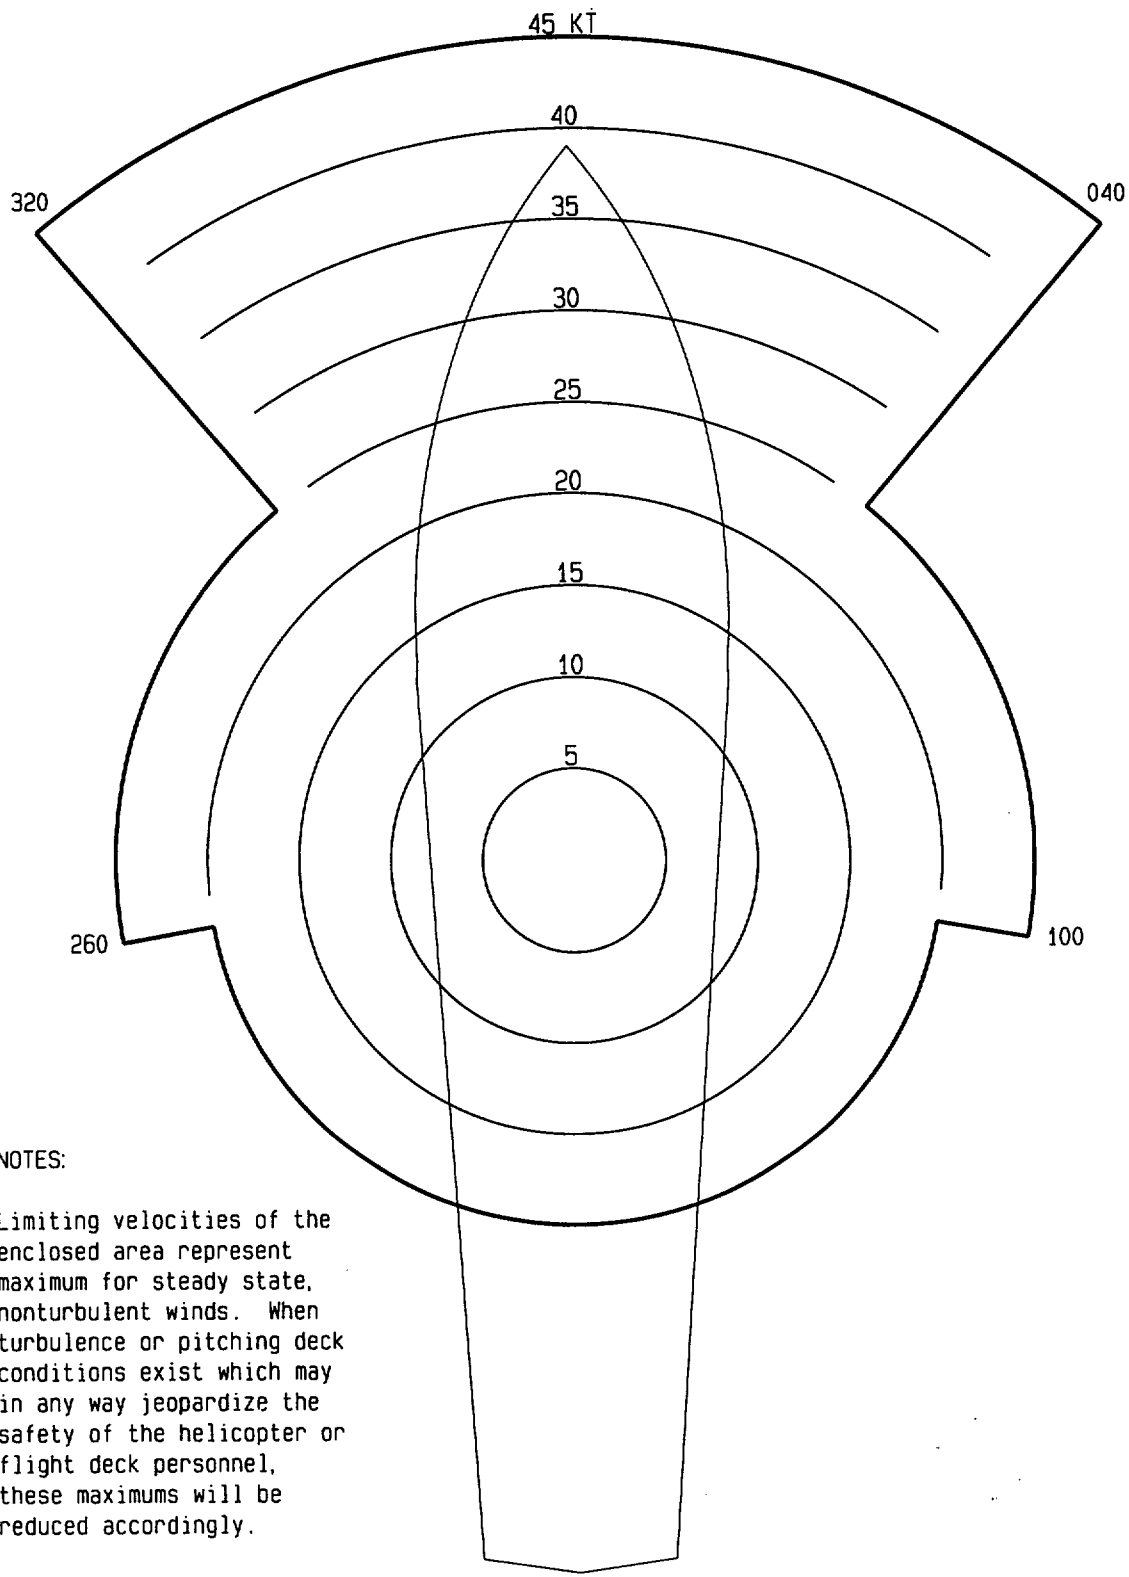 45 KT
40
320
040
35
30
25
20
15
10
5
260
100
NOTES:
Limiting velocities of the
enclosed area represent
maximum for steady state,
nonturbulent winds. When
turbulence or pitching deck
conditions exist which may
in any way jeopardize the
safety of the helicopter or
flight deck personnel,
these maximums will be
reduced accordingly.